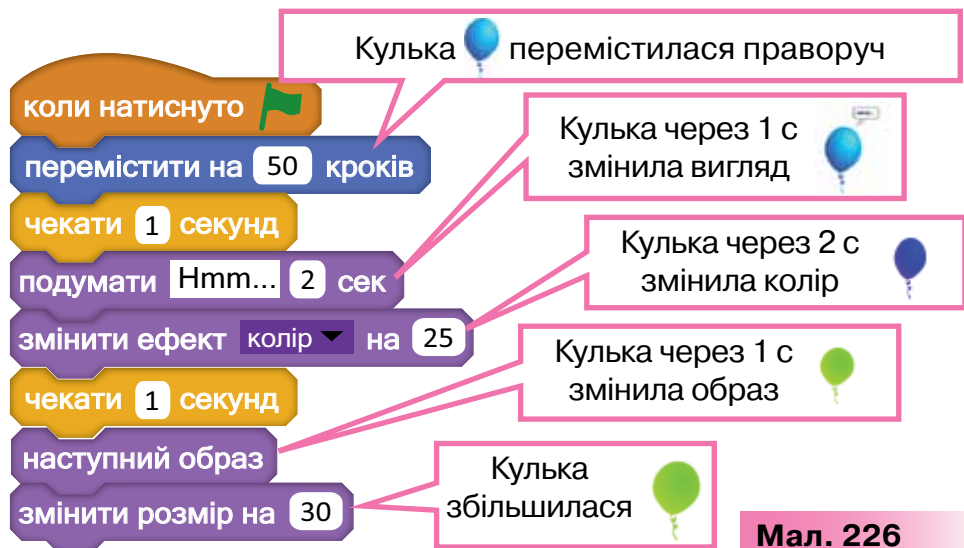 Кулька перемістилася праворуч
коли натиснуто
перемістити на 50 кроків
Кулька через 1 с
змінила вигляд
чекати 1 секунд
подумати Hmm... 2 сек
Кулька через 2 с
змінила колір
змінити ефект колір на 25
Кулька через 1 с
змінила образ
чекати 1 секунд
наступний образ
Кулька
збільшилася
змінити розмір на 30
Мал. 226